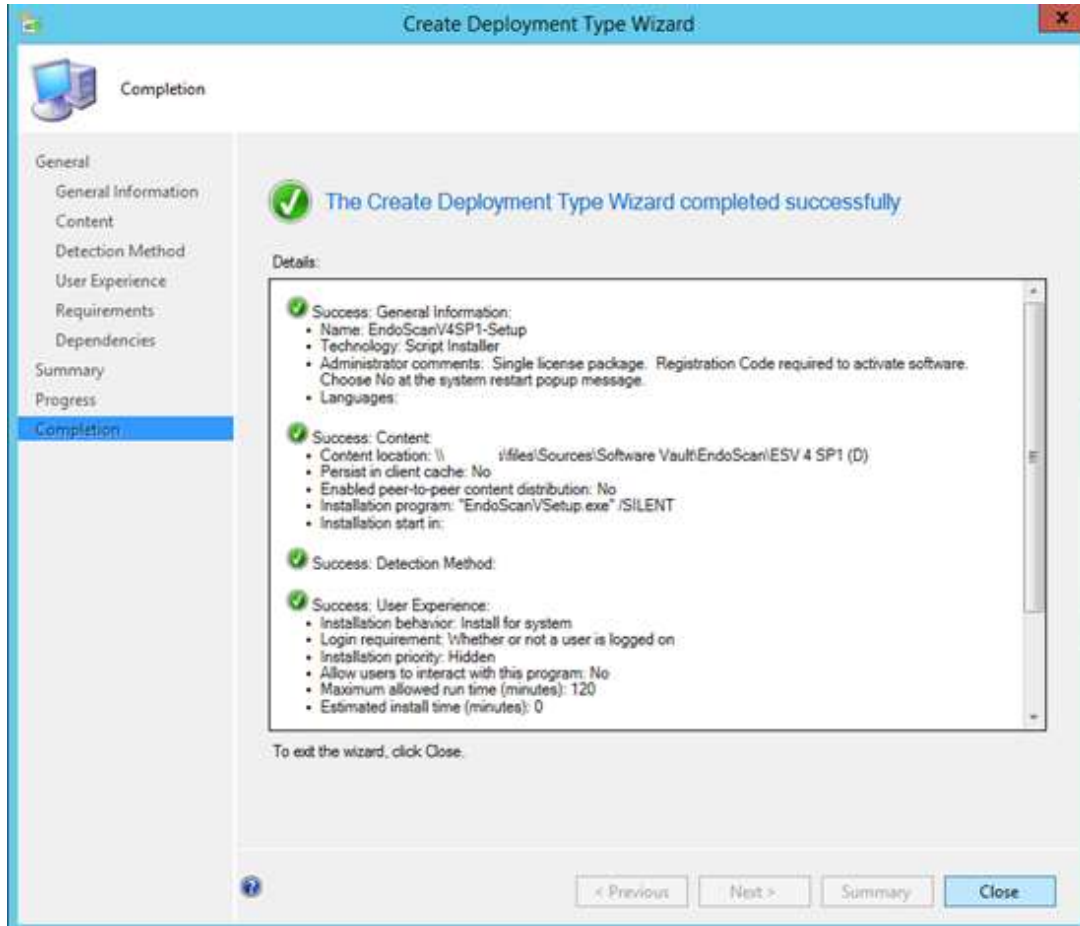 Create Deployment Type Wizard
x
Completion
General
General Information
Content
Detection Method
User Experience
Requirements
Dependencies
Summary
Progress
Completion
The Create Deployment Type Wizard completed successfully
Details:
Success: General Information:
• Name: EndoScanV4SP1-Setup
• Technology: Script Installer
• Administrator comments: Single license package. Registration Code required to activate software.
Choose No at the system restart popup message.
• Languages:
Success: Content:
• Content location: \\ \files\Sources\Software Vault\EndoScan\ESV 4 SP1 (D)
• Persist in client cache: No
• Enabled peer-to-peer content distribution: No
• Installation program: "EndoScanVSetup.exe" /SILENT
• Installation start in:
Success: Detection Method:
Success: User Experience:
• Installation behavior: Install for system
• Login requirement: Whether or not a user is logged on
• Installation priority: Hidden
• Allow users to interact with this program: No
• Maximum allowed run time (minutes): 120
• Estimated install time (minutes): 0
To exit the wizard, click Close.
?
< Previous
Next >
Summary
Close